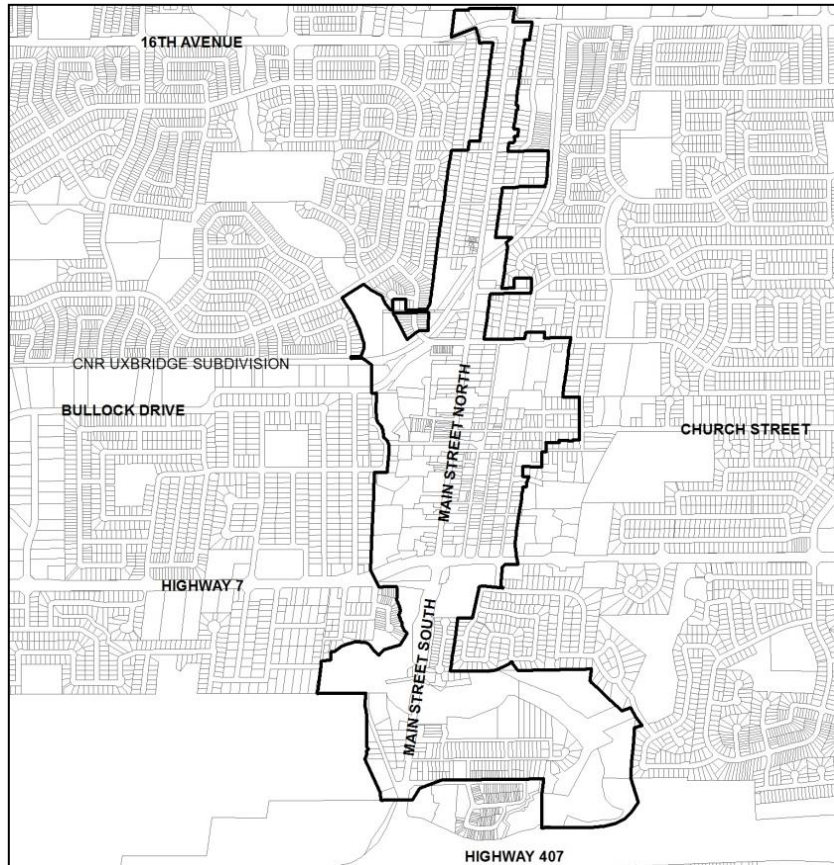 16TH AVENUE
CNR UXBRIDGE SUBDIVISION
BULLOCK DRIVE
MAIN STREET NORTH
CHURCH STREET
HIGHWAY 7
MAIN STREET SOUTH
HIGHWAY 407